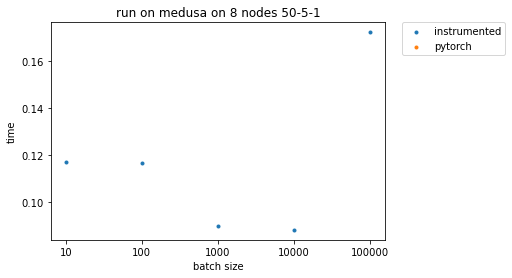 run on medusa on 8 nodes 50-5-1
instrumented
pytorch
0.16
0.14
0.12
0.10
time
10 100 1000 10000 100000
batch size